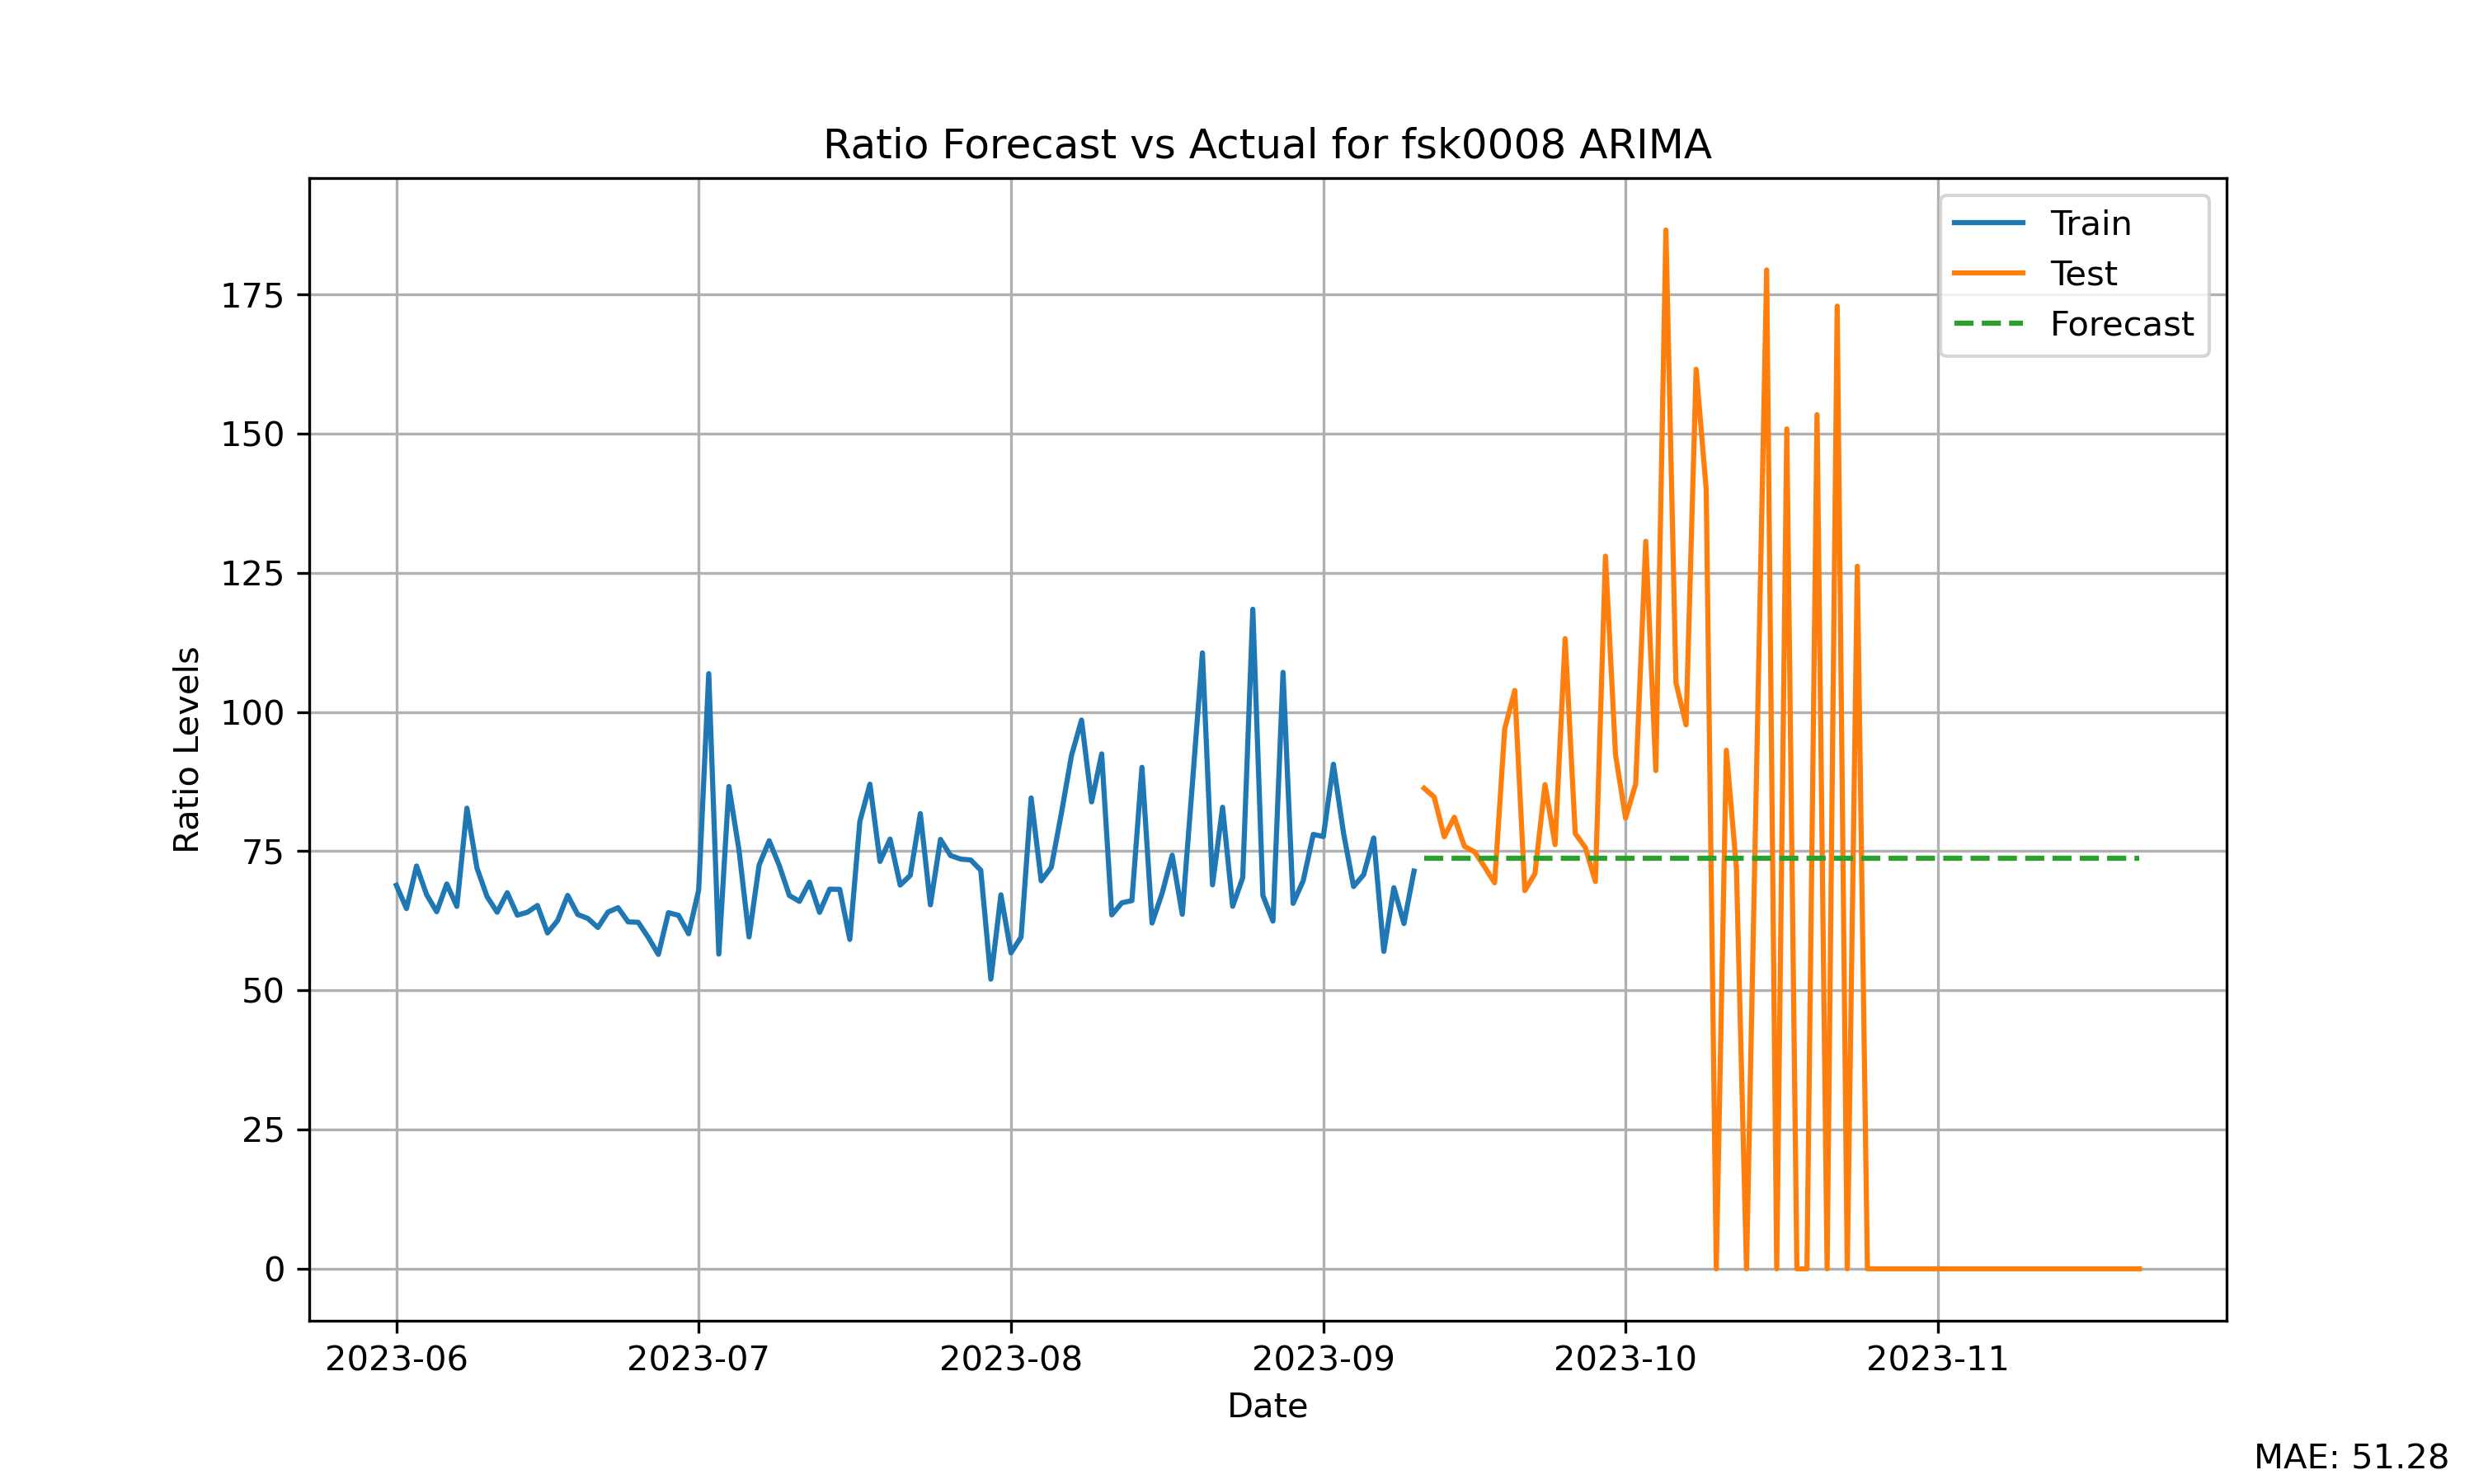 Ratio Forecast vs Actual for fsk0008 ARIMA
Train
Test
Forecast
Ratio Levels
175
150
125
100
75
50
25
0
2023-06
2023-07
2023-08
2023-09
2023-10
2023-11
Date
MAE: 51.28